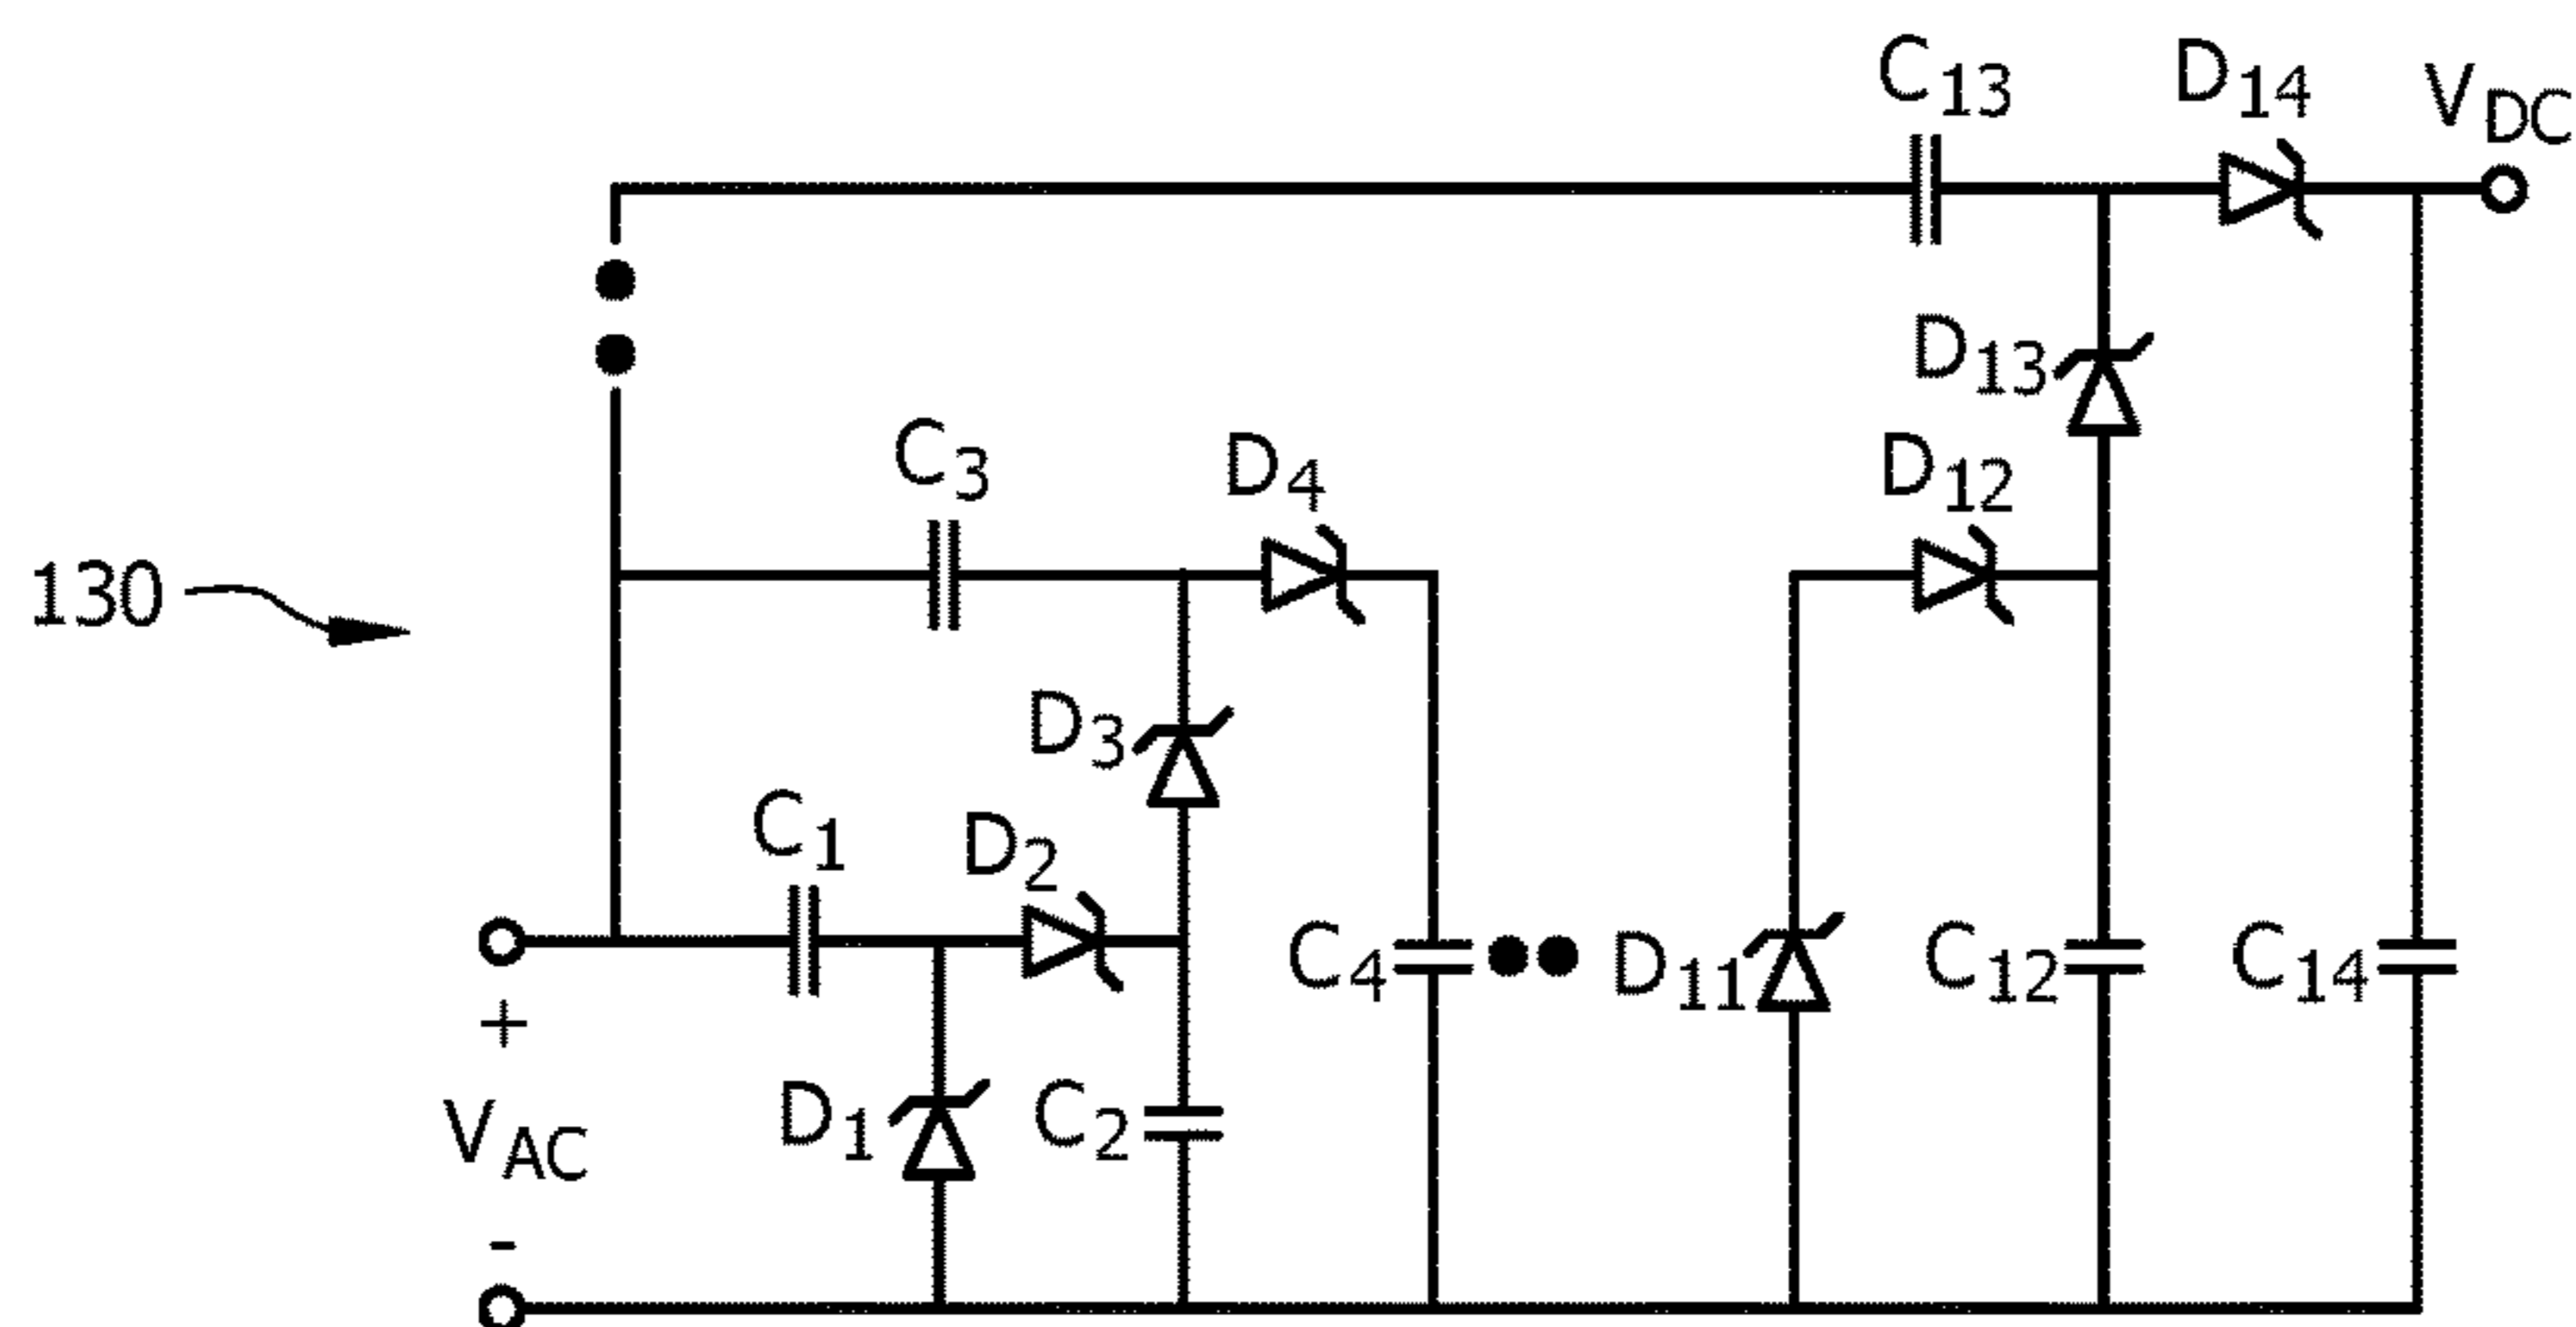 C13 D14 VDC
D13
C3 D4 D12
130
D3
C1 D2
C4 D11 C12 C14
+
D1 C2
VAC
-